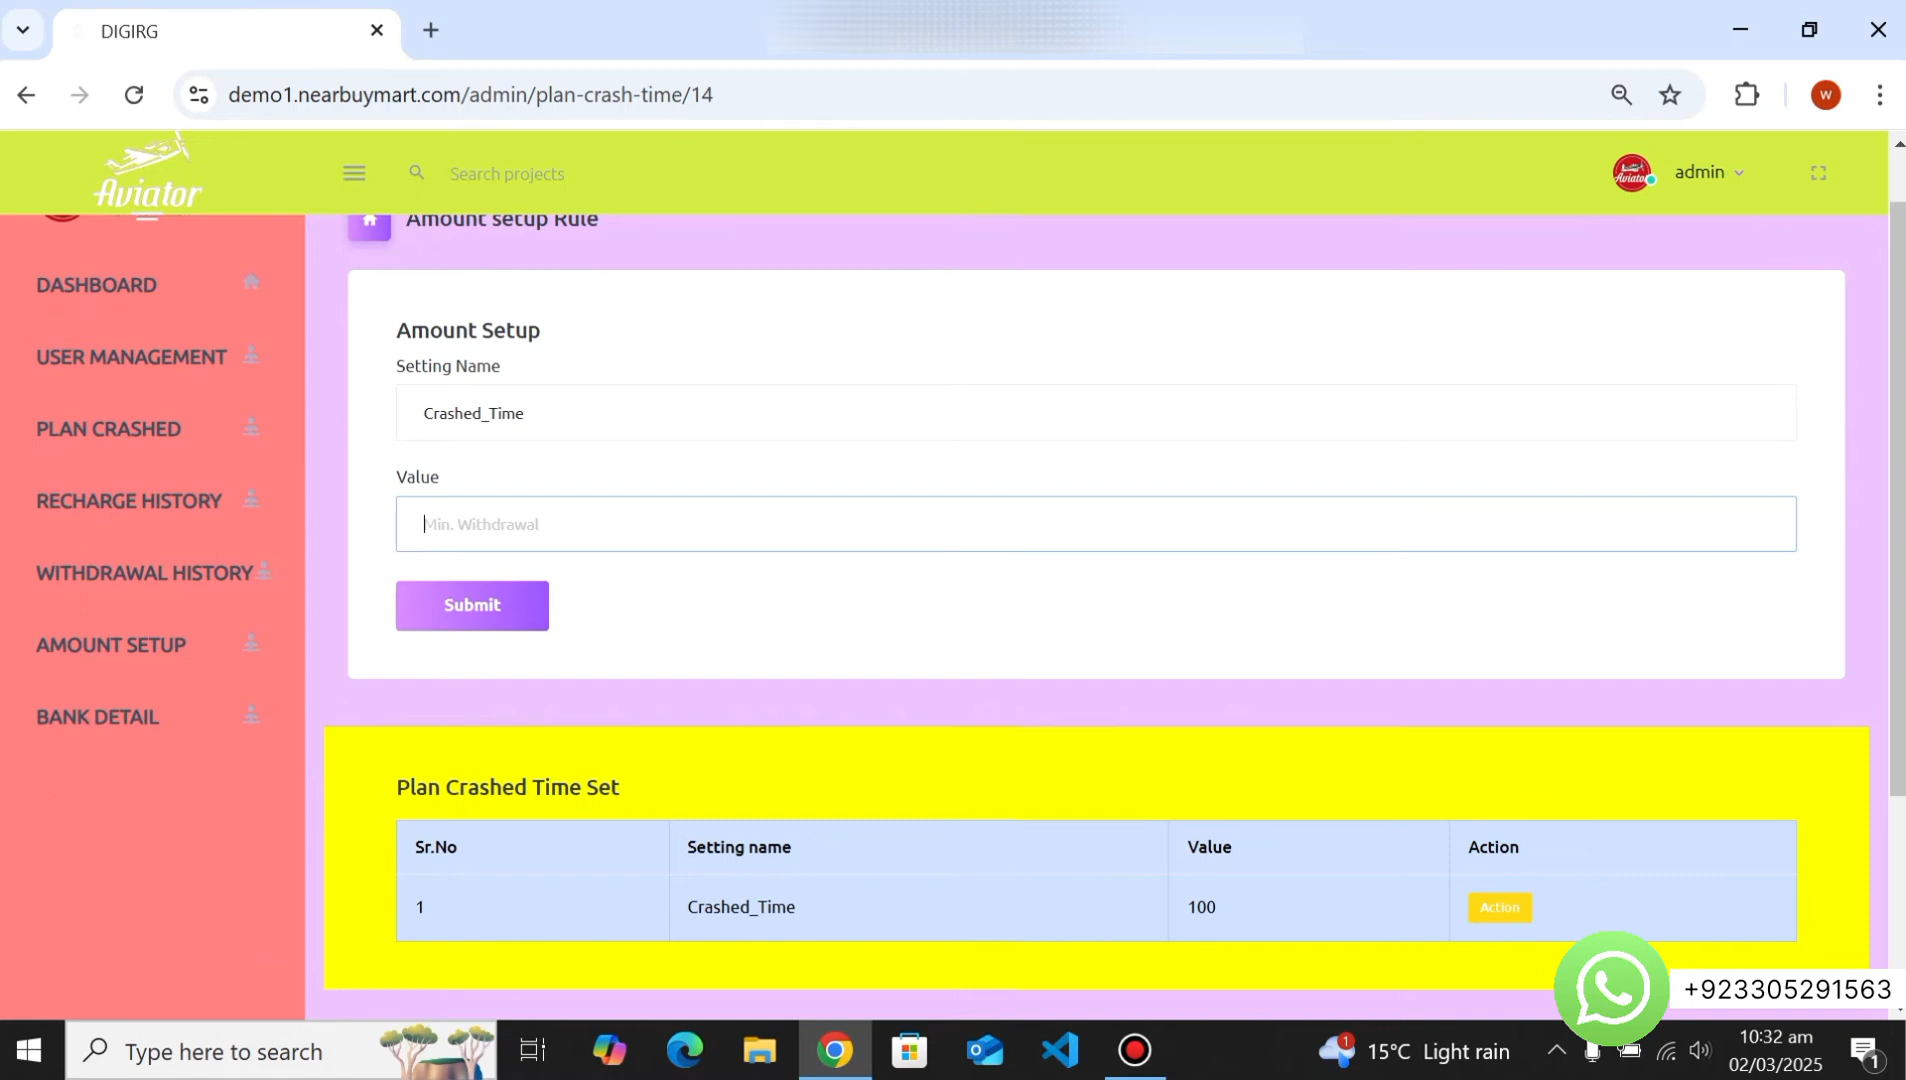 DIGIRG
demo1.nearbuymart.com/admin/plan-crash-time/14
W
Aviator
Search projects
Aviator
admin
Amount setup Rule
DASHBOARD
USER MANAGEMENT
PLAN CRASHED
RECHARGE HISTORY
WITHDRAWAL HISTORY
AMOUNT SETUP
BANK DETAIL
Amount Setup
Setting Name
Crashed_Time
Value
Min. Withdrawal
Submit
Plan Crashed Time Set
Sr.No Setting name Value Action
1 Crashed_Time 100 Action
+923305291563
Type here to search
1
15°C Light rain
10:32 am
02/03/2025
1